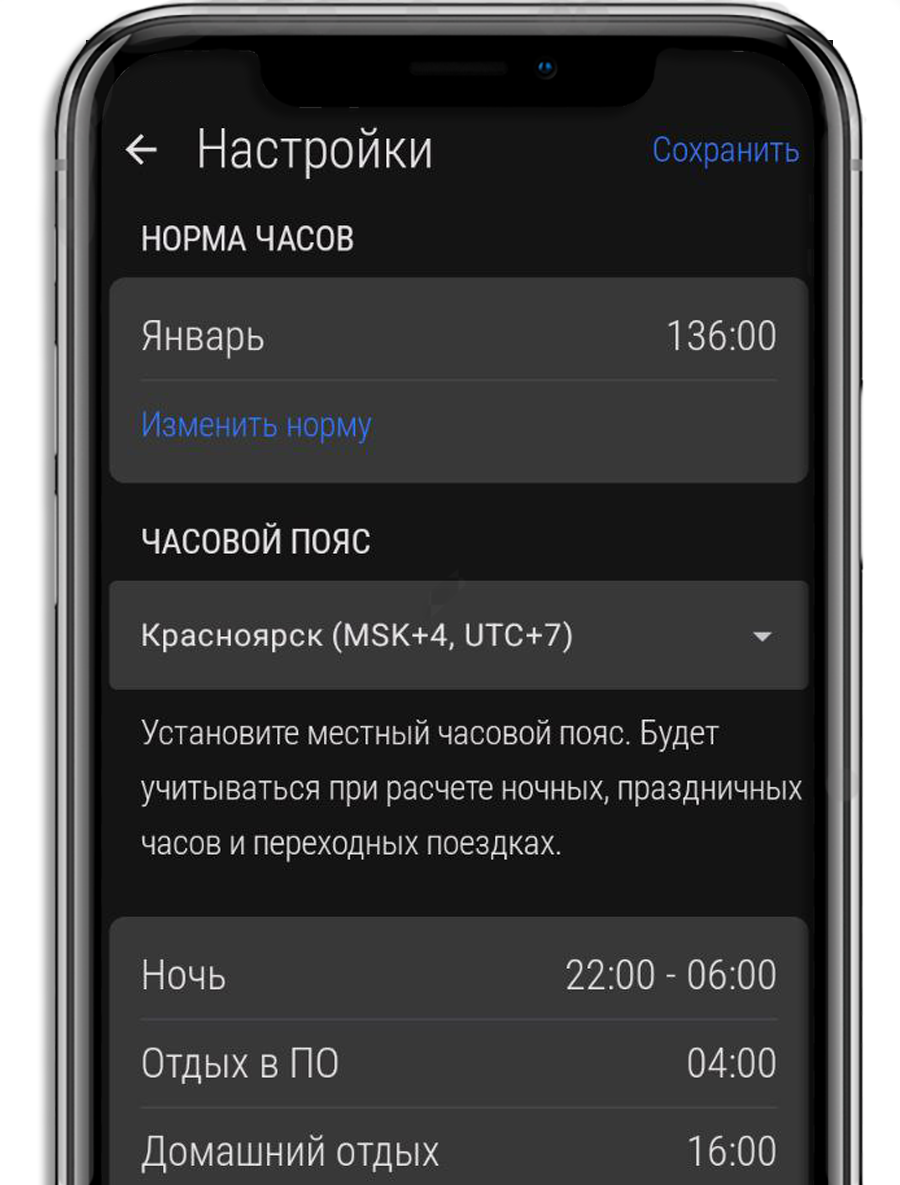 Настройки Сохранить
НОРМА ЧАСОВ
Январь 136:00
Изменить норму
ЧАСОВОЙ ПОЯС
Красноярск (MSK+4, UTC+7)
Установите местный часовой пояс. Будет
учитываться при расчете ночных, праздничных
часов и переходных поездках.
Ночь 22:00 - 06:00
Отдых в ПО 04:00
Домашний отдых 16:00